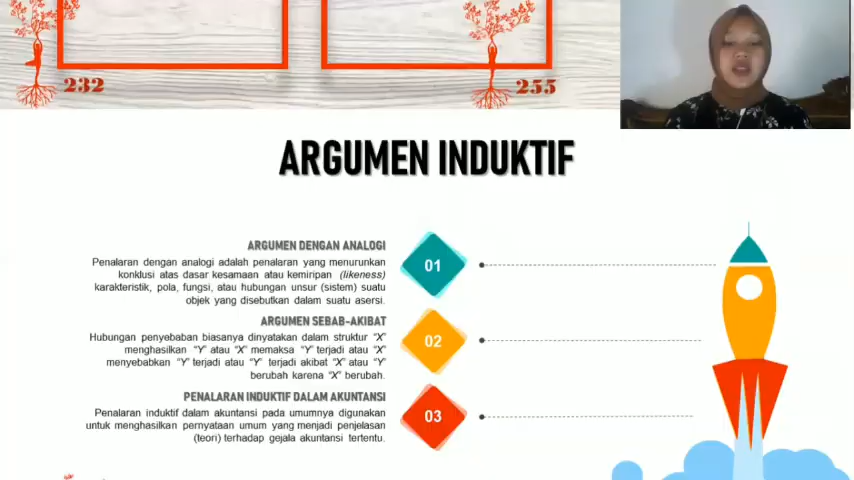 232
255
ARGUMEN INDUKTIF
ARGUMEN DENGAN ANALOGI
Penalaran dengan analogi adalah penalaran yang menurunkan
konklusi atas dasar kesamaan atau kemiripan (likeness)
karakteristik, pola, fungsi, atau hubungan unsur (sistem) suatu
objek yang disebutkan dalam suatu asersi.
01
ARGUMEN SEBAB-AKIBAT
Hubungan penyebaban biasanya dinyatakan dalam struktur “X”
menghasilkan “Y” atau “X” memaksa “Y” terjadi atau “X”
menyebabkan “Y” terjadi atau “Y” terjadi akibat “X” atau “Y”
berubah karena “X” berubah.
02
PENALARAN INDUKTIF DALAM AKUNTANSI
Penalaran induktif dalam akuntansi pada umumnya digunakan
untuk menghasilkan pernyataan umum yang menjadi penjelasan
(teori) terhadap gejala akuntansi tertentu.
03